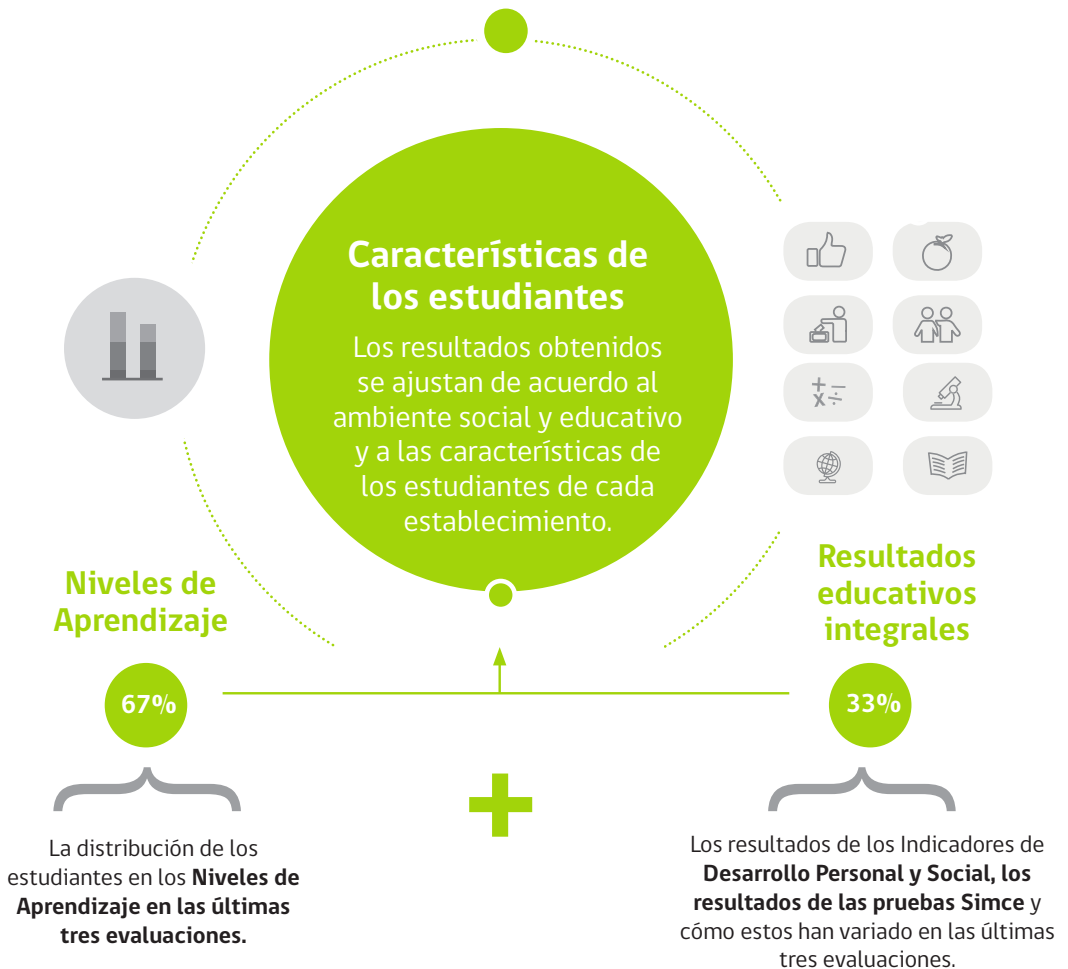 Características de
los estudiantes
Los resultados obtenidos
se ajustan de acuerdo al
ambiente social y educativo
y a las características de
los estudiantes de cada
establecimiento.
Niveles de
Aprendizaje
67%
La distribución de los
estudiantes en los Niveles de
Aprendizaje en las últimas
tres evaluaciones.
+
Resultados
educativos
integrales
33%
Los resultados de los Indicadores de
Desarrollo Personal y Social, los
resultados de las pruebas Simce y
cómo estos han variado en las últimas
tres evaluaciones.